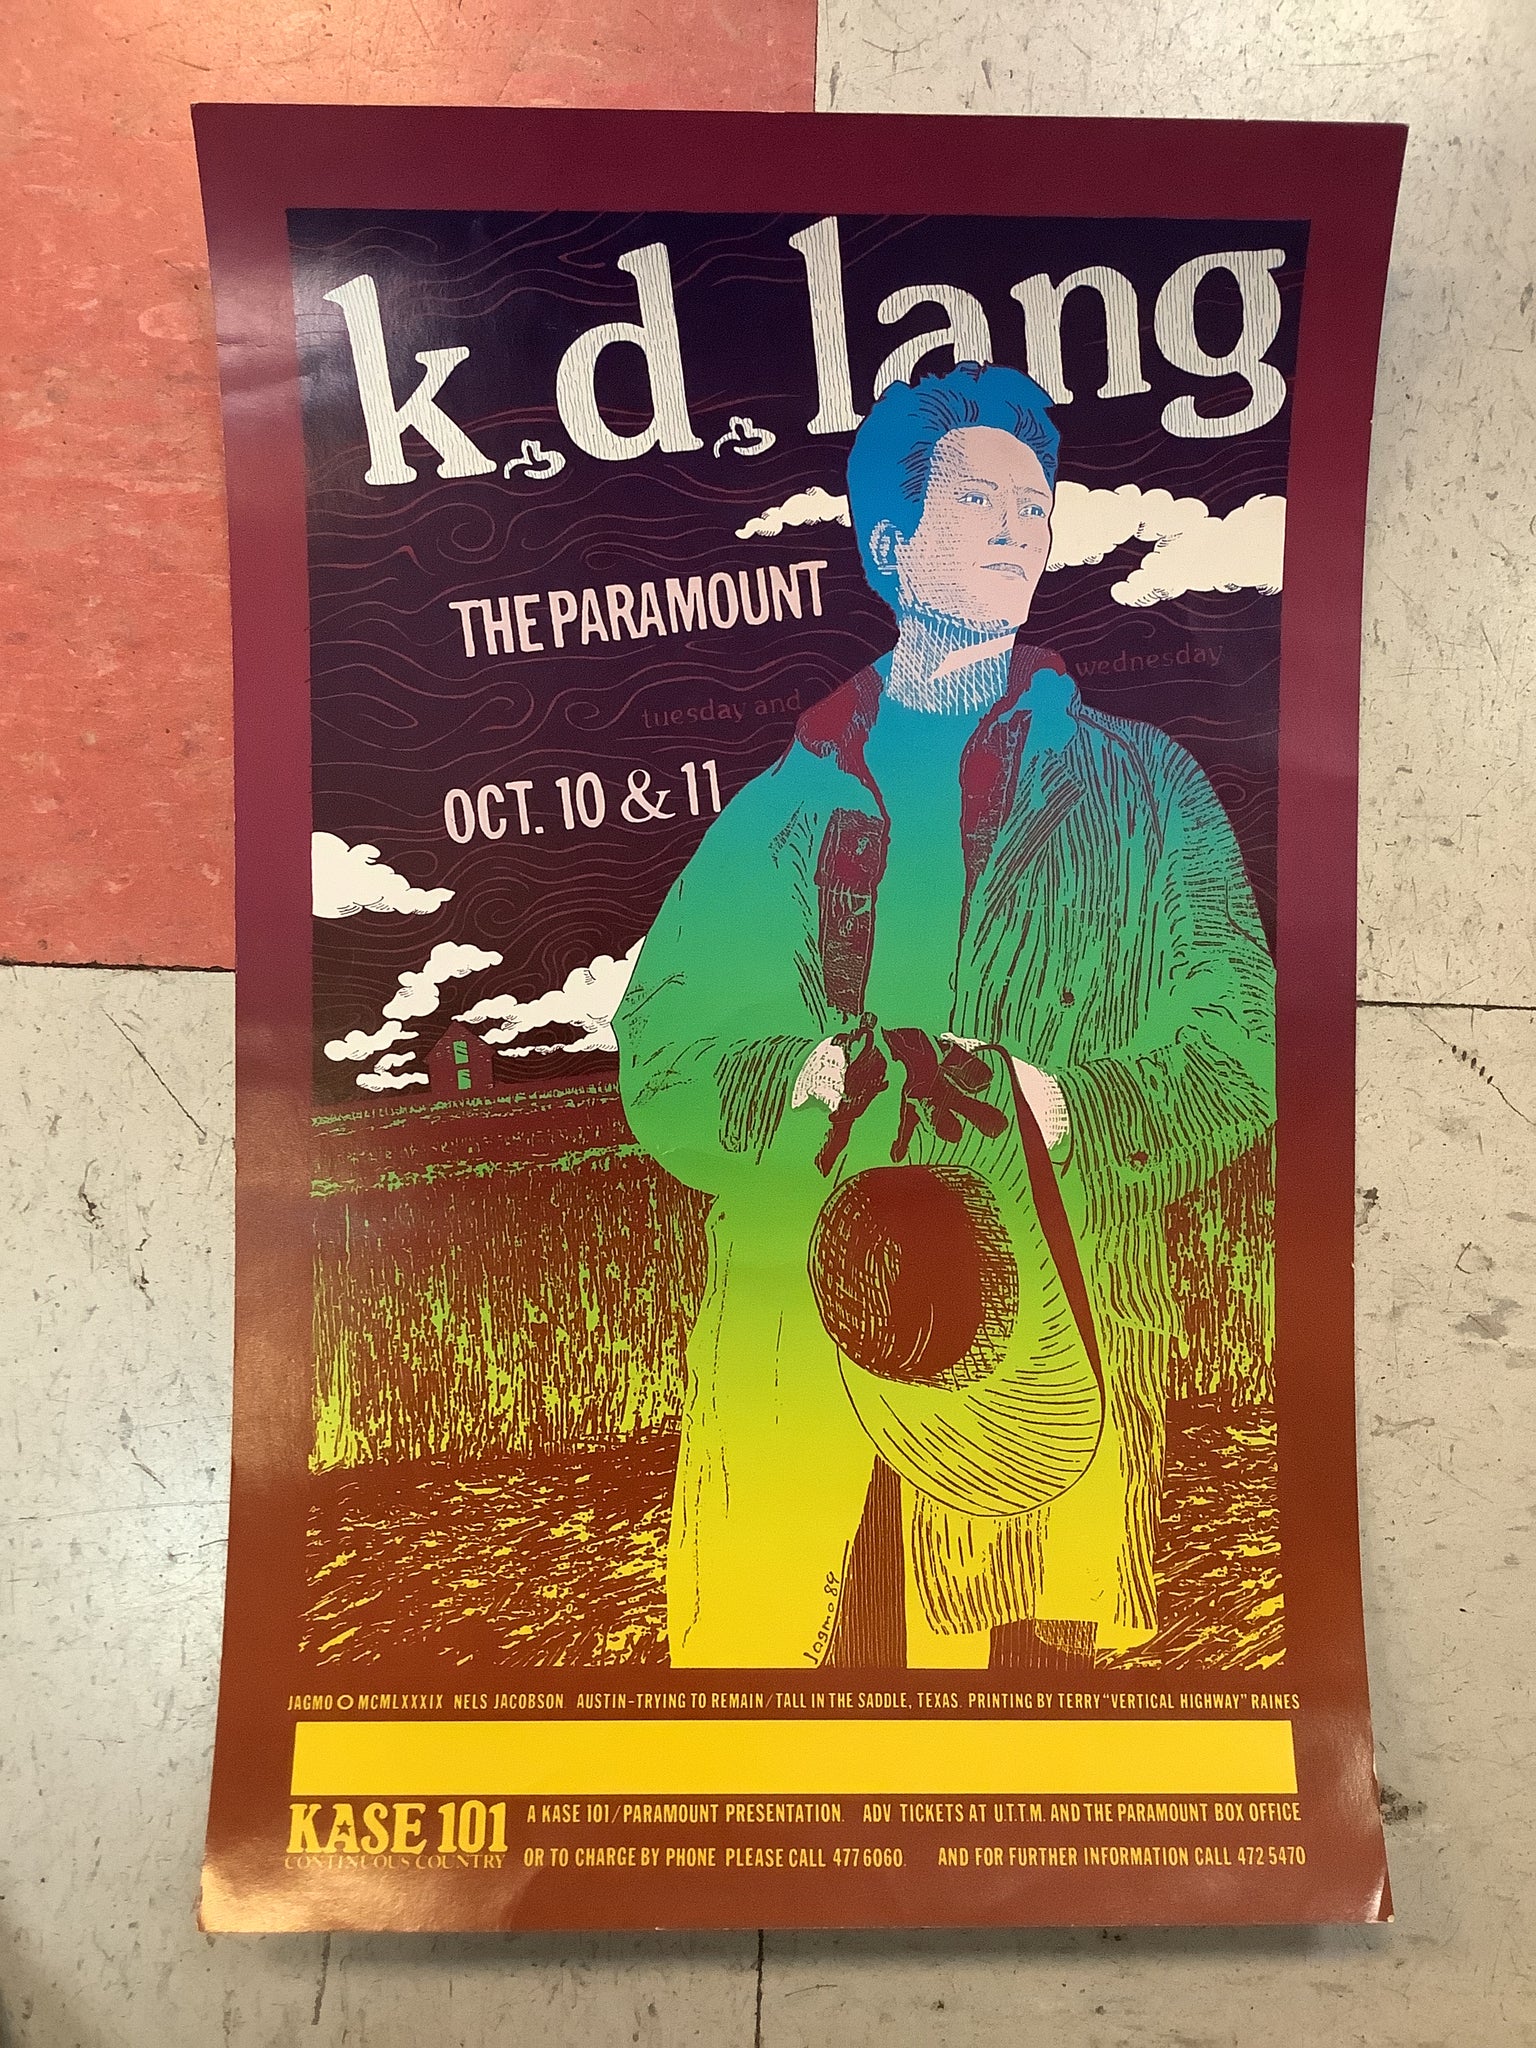 k.d. lang
THE PARAMOUNT
tuesday and wednesday
OCT. 10 & 11
Jagmo 89
JAGMO O MCMLXXXIX NELS JACOBSON AUSTIN-TRYING TO REMAIN/TALL IN THE SADDLE, TEXAS. PRINTING BY TERRY "VERTICAL HIGHWAY" RAINES
KASE 101
CONTINUOUS COUNTRY
A KASE 101/PARAMOUNT PRESENTATION. ADV TICKETS AT U.T.T.M. AND THE PARAMOUNT BOX OFFICE
OR TO CHARGE BY PHONE PLEASE CALL 477 6060. AND FOR FURTHER INFORMATION CALL 472 5470